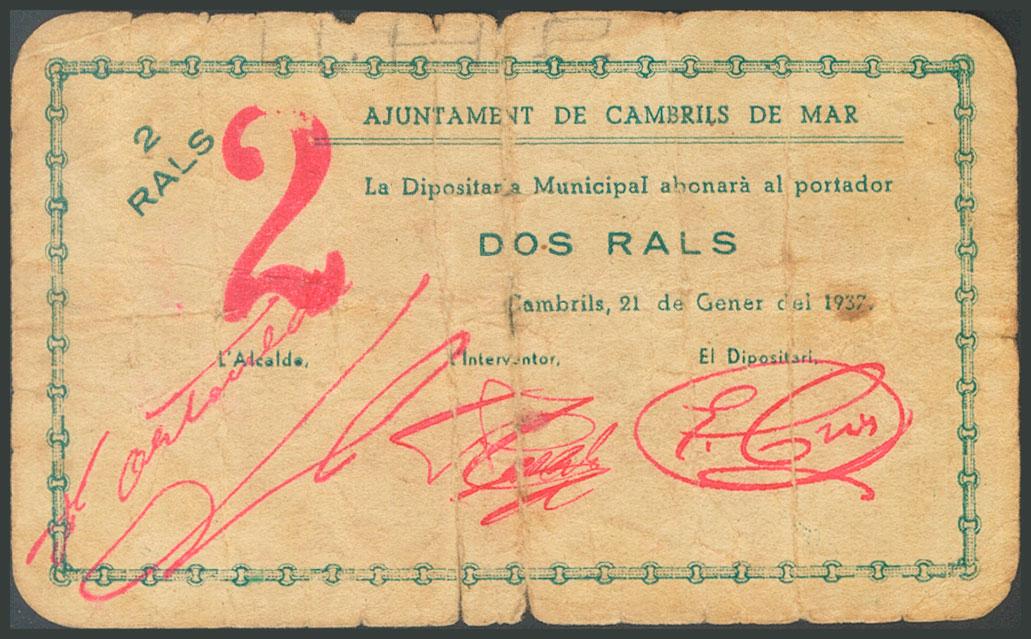 U.H.P
AJUNTAMENT DE CAMBRILS DE MAR
2
RALS
2
La Dipositaria Municipal abonarà al portador
DOS RALS
Cambrils, 21 de Gener del 1937.
L'Alcalde, L'Interventor, El Dipositari,